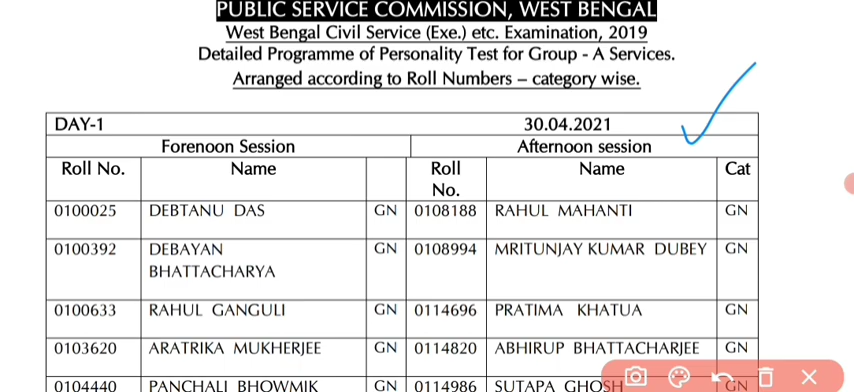 PUBLIC SERVICE COMMISSION, WEST BENGAL
West Bengal Civil Service (Exe.) etc. Examination, 2019
Detailed Programme of Personality Test for Group - A Services.
Arranged according to Roll Numbers – category wise.
DAY-1 30.04.2021
Forenoon Session Afternoon session
Roll No. Name Roll No. Name Cat
0100025 DEBTANU DAS GN 0108188 RAHUL MAHANTI GN
0100392 DEBAYAN BHATTACHARYA GN 0108994 MRITUNJAY KUMAR DUBEY GN
0100633 RAHUL GANGULI GN 0114696 PRATIMA KHATUA GN
0103620 ARATRIKA MUKHERJEE GN 0114820 ABHIRUP BHATTACHARJEE GN
0104440 PANCHALI BHOWMIK GN 0114986 SUTAPA GHOSH GN